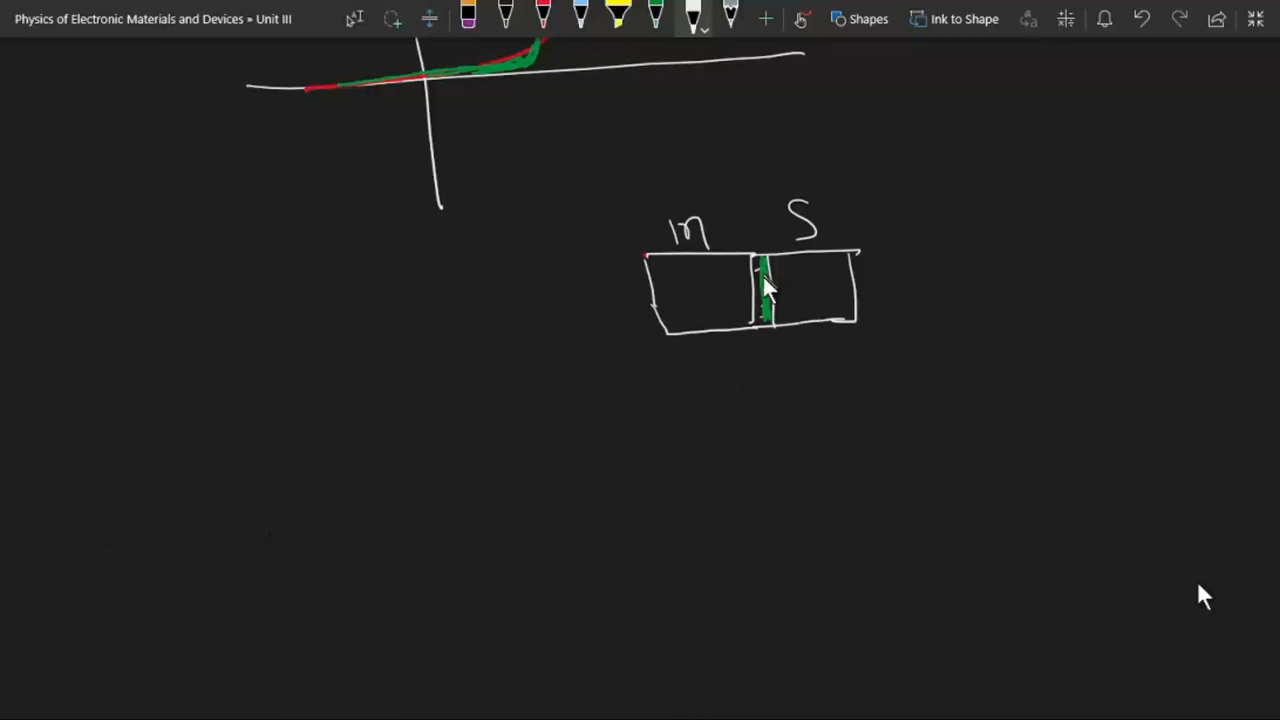 Physics of Electronic Materials and Devices » Unit III
Shapes
Ink to Shape
m S